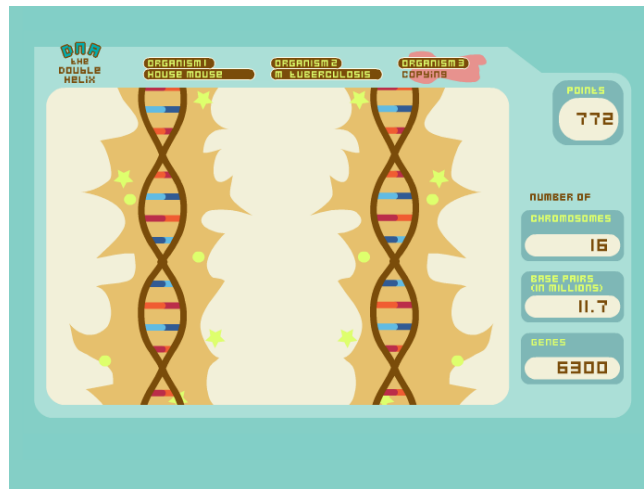 DNA
the
DOUBLE
HELIX
ORGANISM 1
HOUSE MOUSE
ORGANISM 2
M TUBERCULOSIS
ORGANISM 3
COPYING
POINTS
772
NUMBER OF
CHROMOSOMES
16
BASE PAIRS
(IN MILLIONS)
11.7
GENES
6300